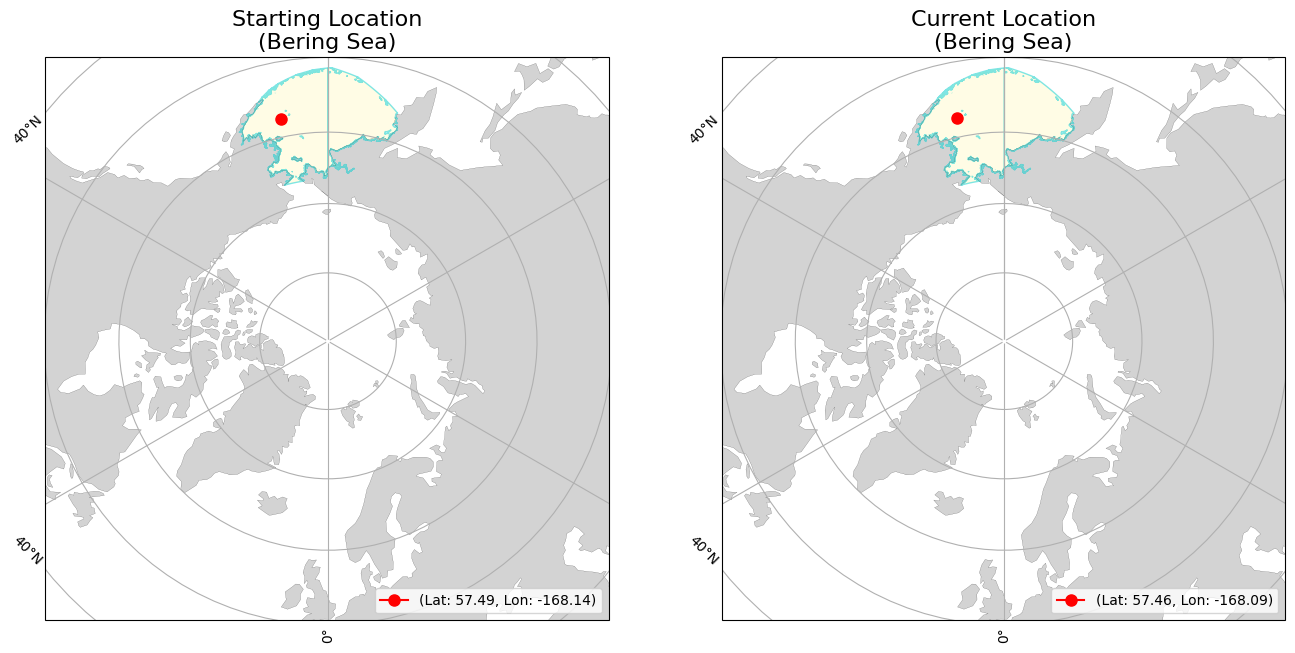 Starting Location
(Bering Sea)
40°N
40°N
0°
(Lat: 57.49, Lon: -168.14)
Current Location
(Bering Sea)
40°N
40°N
0°
(Lat: 57.46, Lon: -168.09)